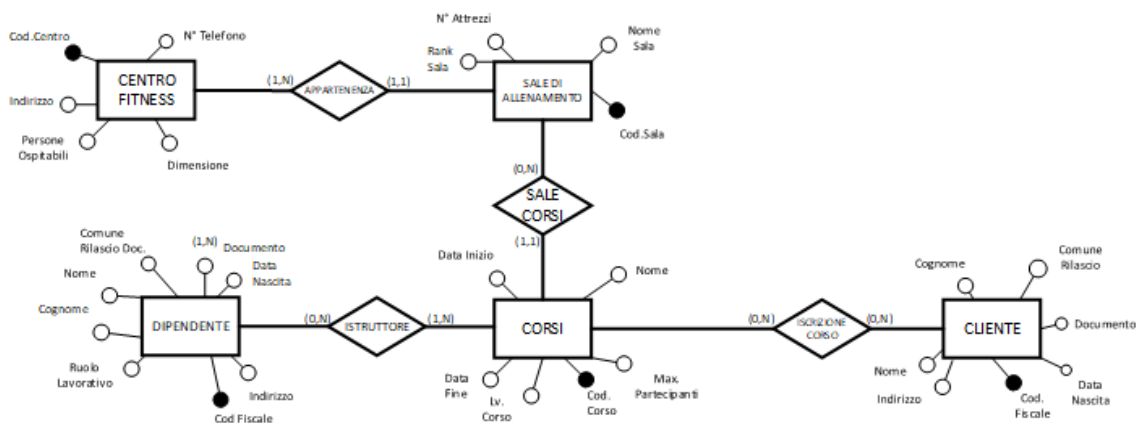 Cod.Centro
N° Telefono
CENTRO
FITNESS
Indirizzo
Persone
Ospitabili
Dimensione
(1,N)
APPARTENENZA
(1,1)
N° Attrezzi
Nome
Sala
Rank
Sala
SALE DI
ALLENAMENTO
Cod.Sala
(0,N)
SALE
CORSI
(1,1)
Comune
Rilascio Doc.
(1,N)
Documento
Data
Nascita
Nome
Cognome
DIPENDENTE
Ruolo
Lavorativo
Indirizzo
Cod Fiscale
(0,N)
ISTRUTTORE
(1,N)
Data Inizio
Nome
CORSI
Data
Fine
Lv.
Corso
Cod.
Corso
Max.
Partecipanti
(0,N)
ISCRIZIONE
CORSO
(0,N)
Cognome
Comune
Rilascio
CLIENTE
Documento
Nome
Indirizzo
Cod.
Fiscale
Data
Nascita